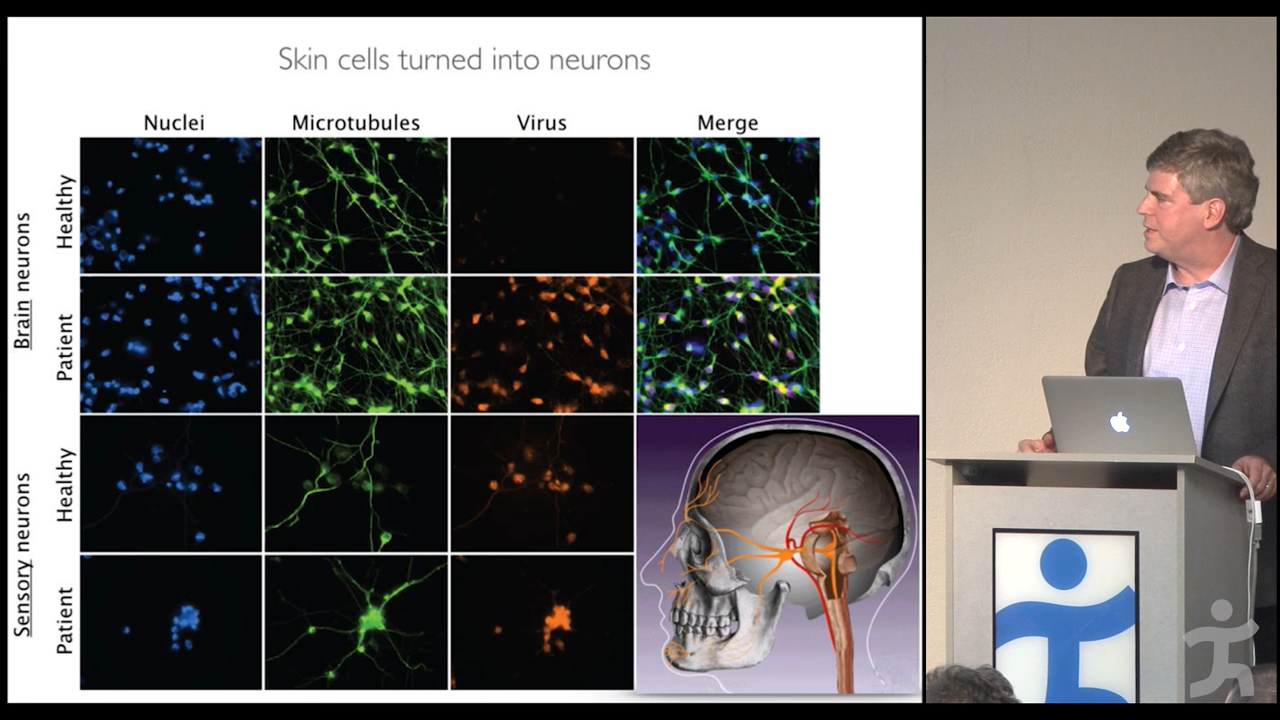 Skin cells turned into neurons
Nuclei Microtubules Virus Merge
Brain neurons
Healthy
Patient
Sensory neurons
Healthy
Patient